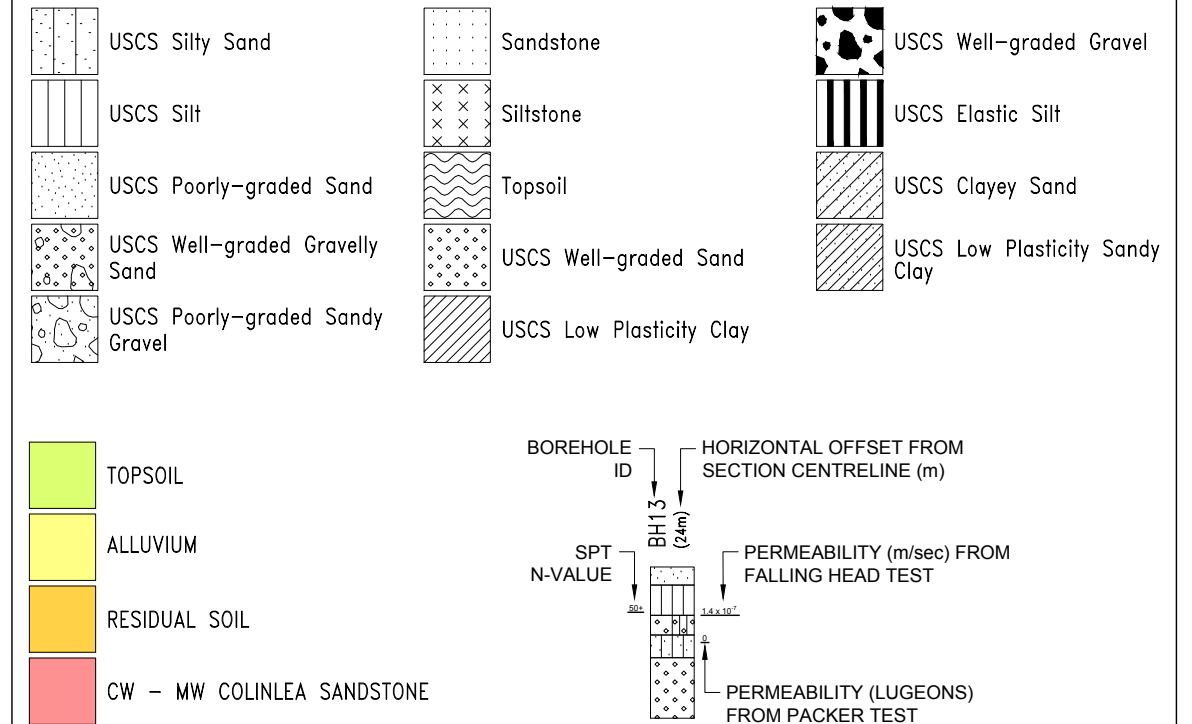 USCS Silty Sand
USCS Silt
USCS Poorly-graded Sand
USCS Well-graded Gravelly
Sand
USCS Poorly-graded Sandy
Gravel
Sandstone
Siltstone
Topsoil
USCS Well-graded Sand
USCS Low Plasticity Clay
USCS Well-graded Gravel
USCS Elastic Silt
USCS Clayey Sand
USCS Low Plasticity Sandy
Clay
TOPSOIL
ALLUVIUM
RESIDUAL SOIL
CW - MW COLINLEA SANDSTONE
BOREHOLE
ID
HORIZONTAL OFFSET FROM
SECTION CENTRELINE (m)
BH13
(24m)
SPT
N-VALUE
PERMEABILITY (m/sec) FROM
FALLING HEAD TEST
50+
1.4 x 10⁻⁷
0
PERMEABILITY (LUGEONS)
FROM PACKER TEST